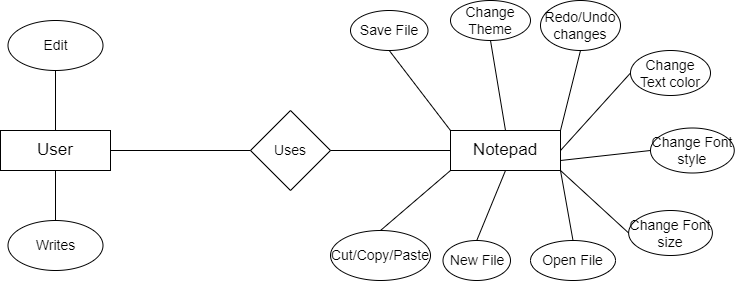 Edit
User
Writes
Uses
Save File
Change
Theme
Redo/Undo
changes
Change
Text color
Notepad
Change Font
style
Change Font
size
Cut/Copy/Paste
New File
Open File